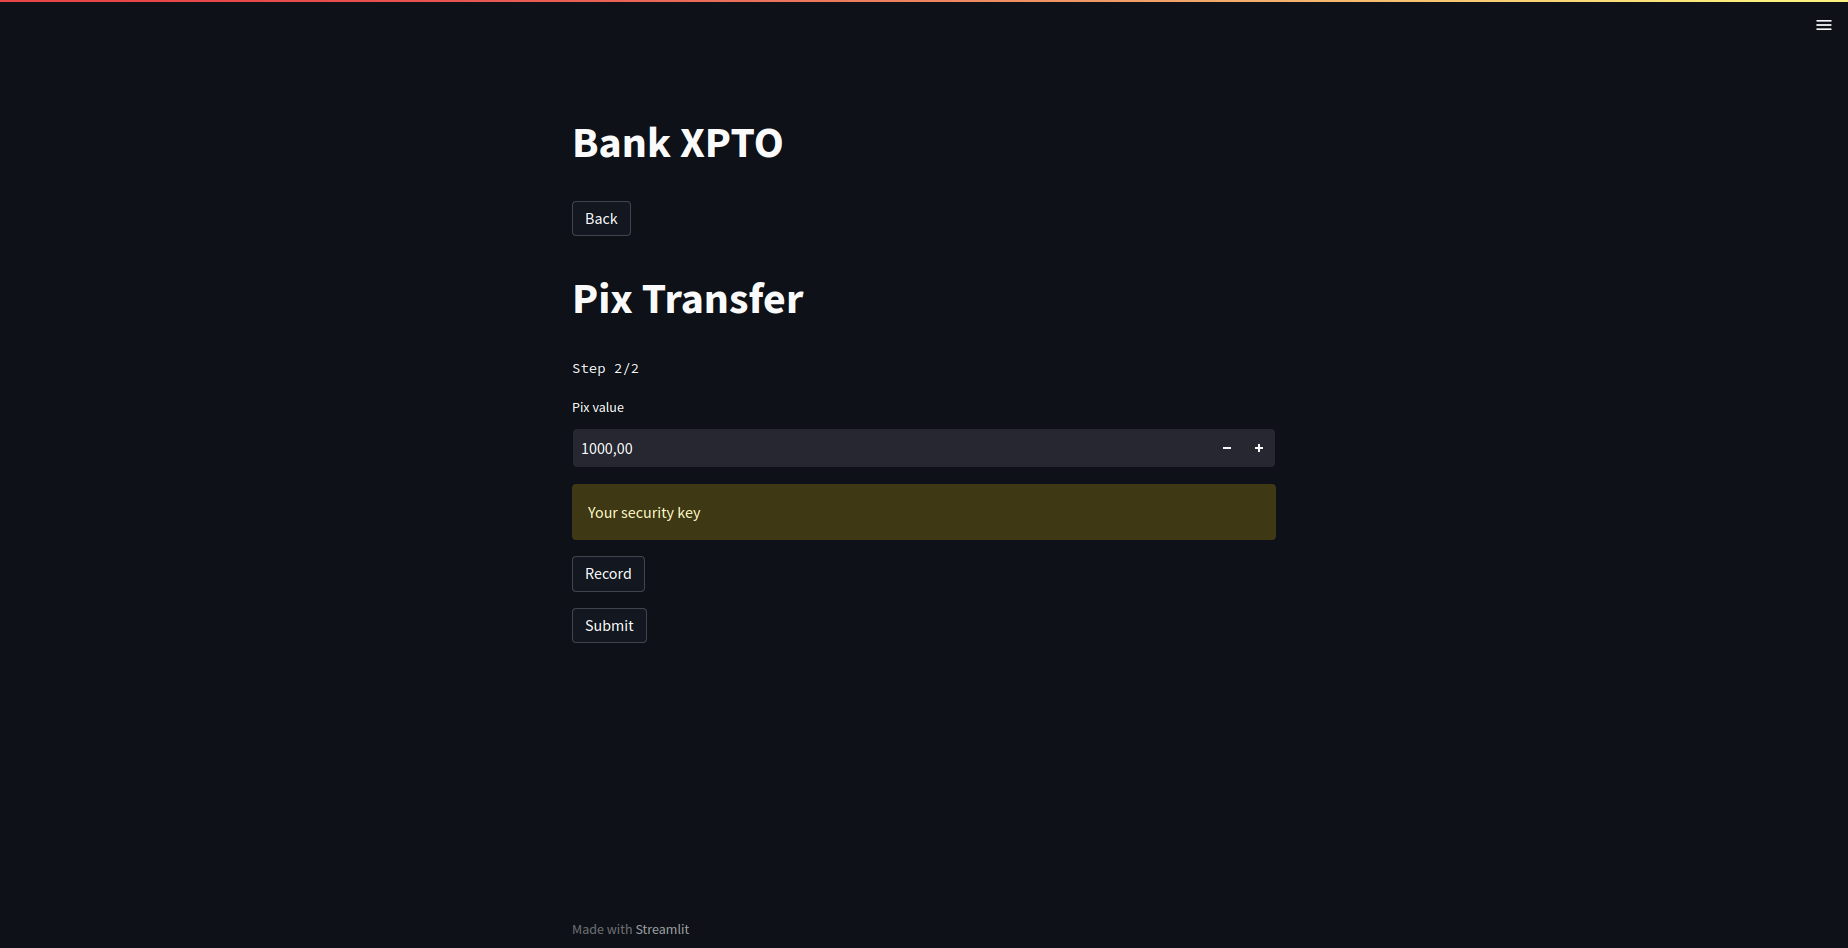 Bank XPTO
Back
Pix Transfer
Step 2/2
Pix value
1000,00
Your security key
Record
Submit
Made with Streamlit